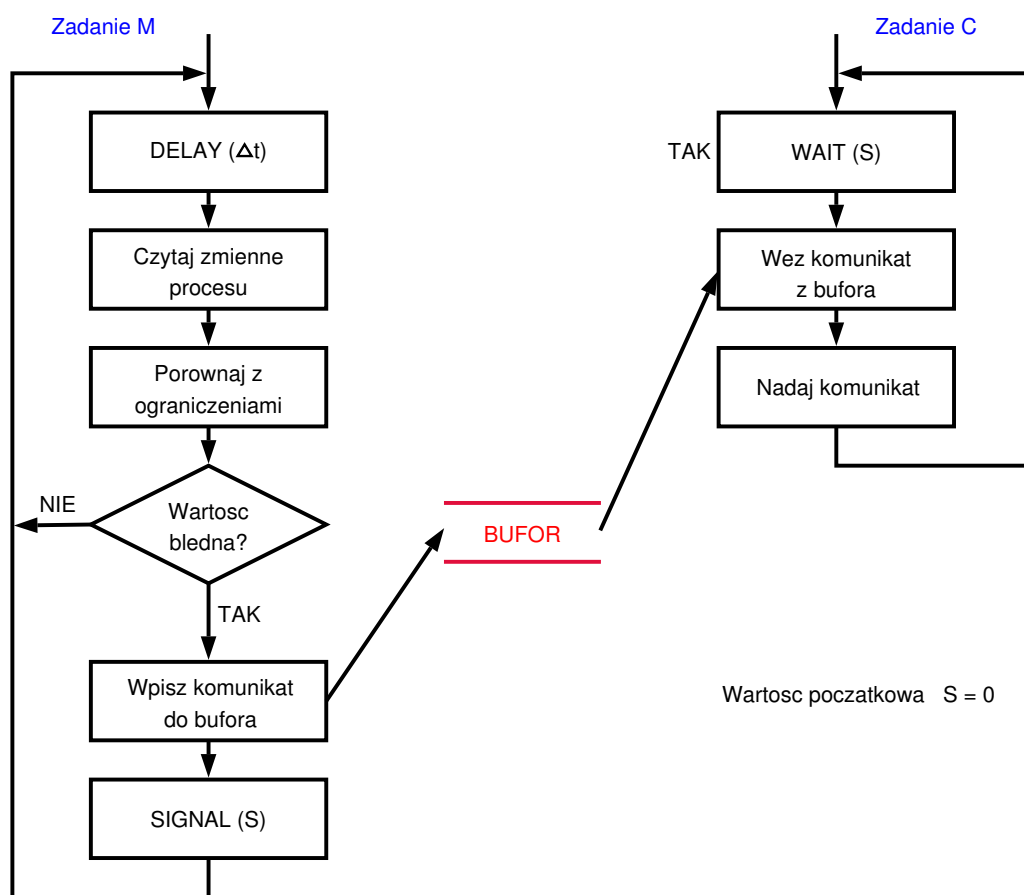 Zadanie M
DELAY (Δt)
Czytaj zmienne
procesu
Porownaj z
ograniczeniami
NIE
Wartosc
bledna?
TAK
Wpisz komunikat
do bufora
SIGNAL (S)
BUFOR
Zadanie C
TAK
WAIT (S)
Wez komunikat
z bufora
Nadaj komunikat
Wartosc poczatkowa S = 0